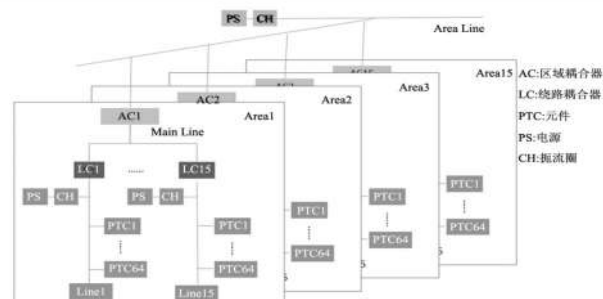 PS CH
Area Line
Area15
Area3
AC2
Area2
Area1
AC1
Main Line
LC1 ...... LC15
PS CH PS CH
PTC1 PTC1 PTC1 PTC1 PTC1
PTC64 PTC64 PTC64 PTC64 PTC64
Line1 Line15
AC:区域耦合器
LC:绕路耦合器
PTC:元件
PS:电源
CH:扼流圈